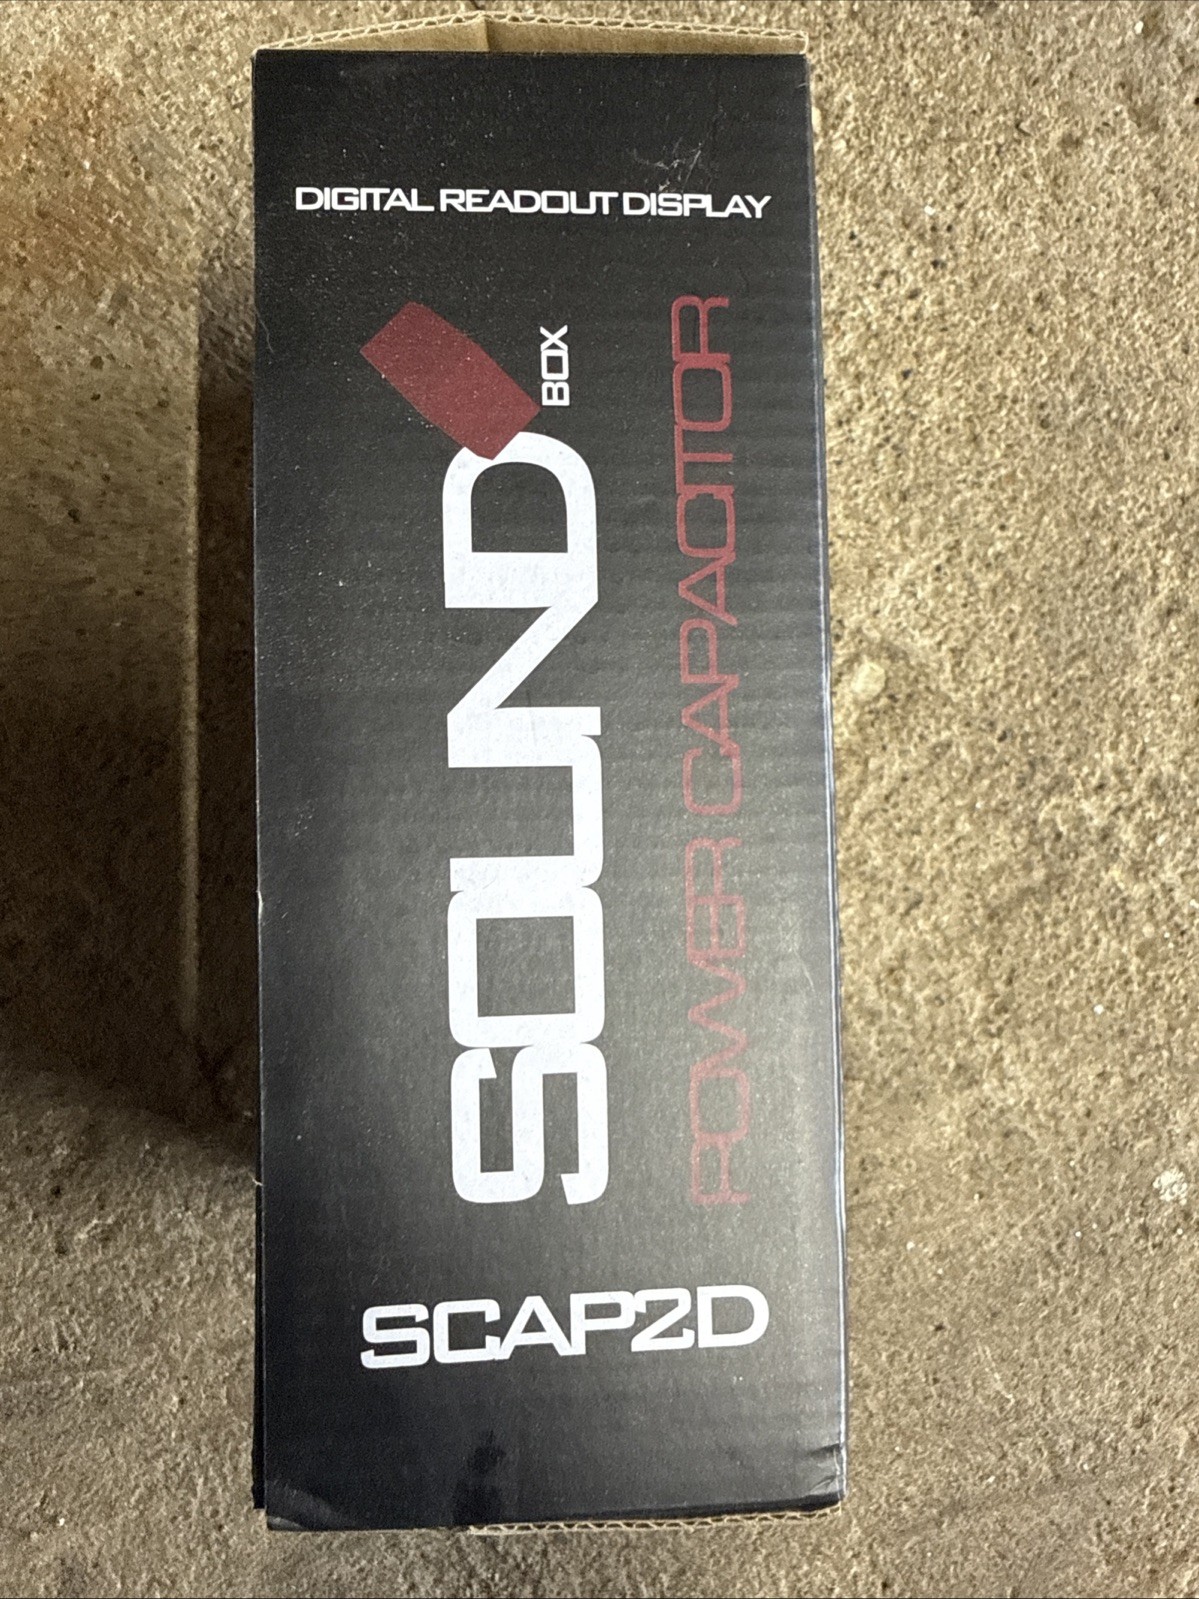 DIGITAL READOUT DISPLAY
SOUND
BOX
POWER CAPACITOR
SCAP2D